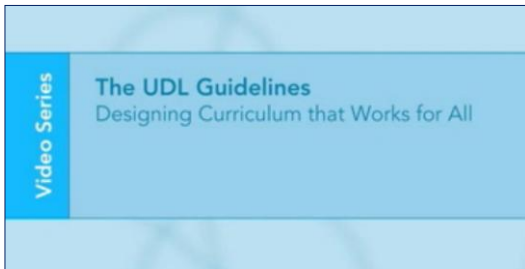 Video Series
The UDL Guidelines
Designing Curriculum that Works for All